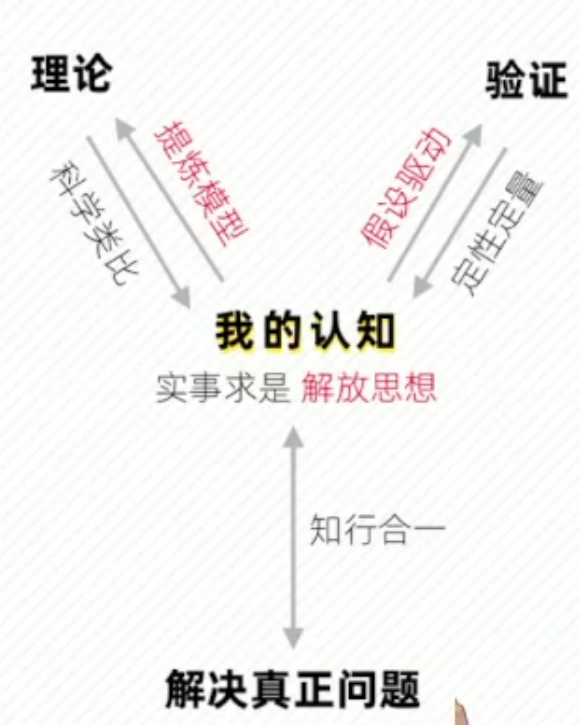 理论
验证
科学类比
提炼模型
假设驱动
定性定量
我的认知
实事求是 解放思想
知行合一
解决真正问题